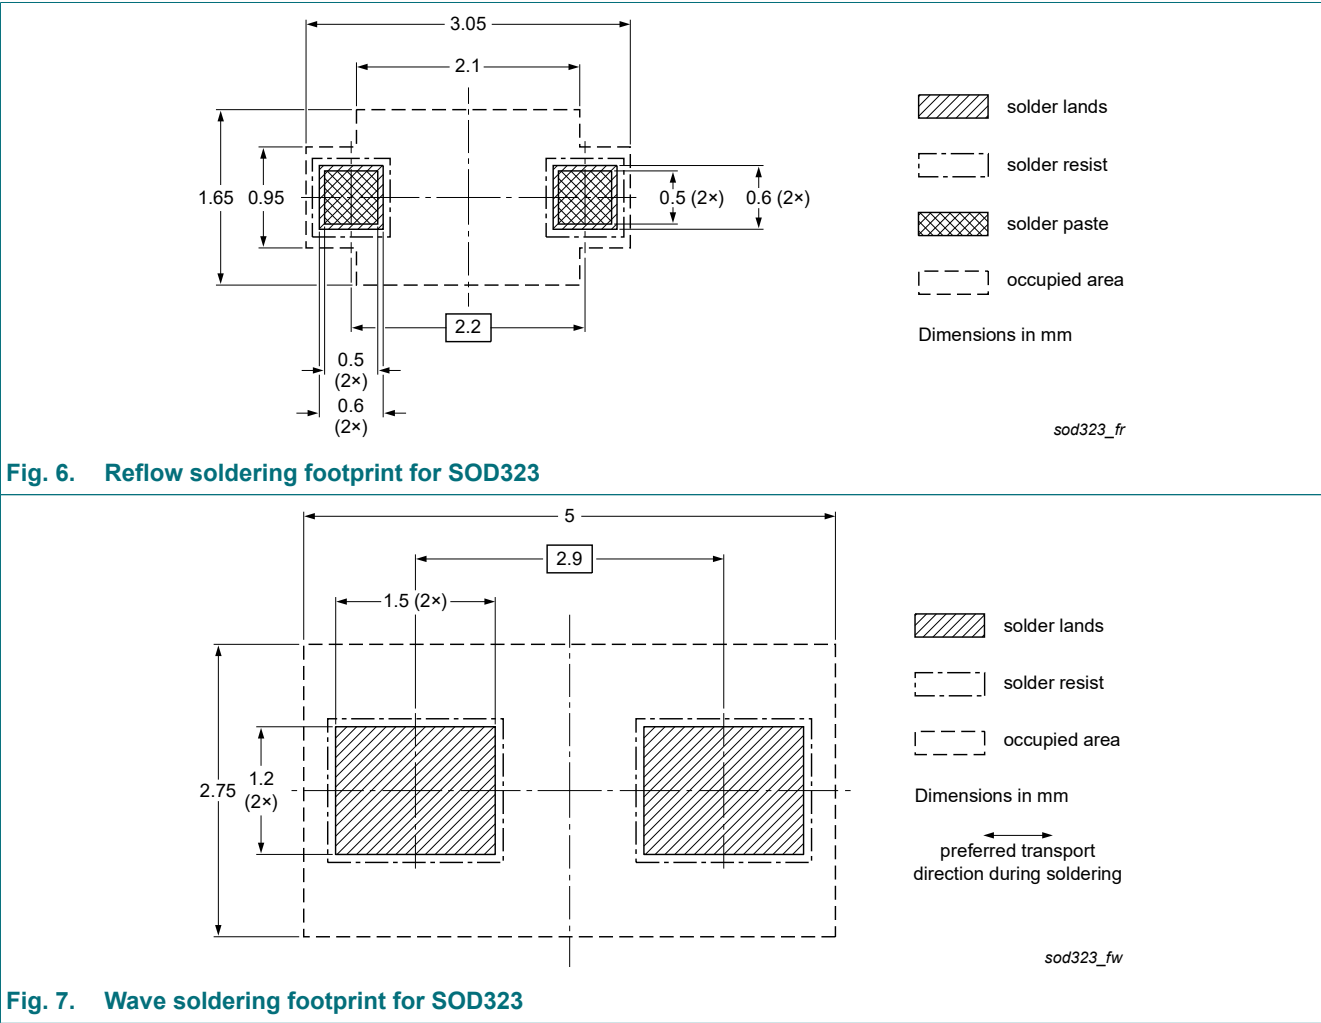 3.05
2.1
1.65
0.95
0.5 (2×)
0.6 (2×)
2.2
0.5
(2×)
0.6
(2×)
solder lands
solder resist
solder paste
occupied area
Dimensions in mm
sod323_fr
Fig. 6. Reflow soldering footprint for SOD323
5
2.9
1.5 (2×)
2.75
1.2
(2×)
solder lands
solder resist
occupied area
Dimensions in mm
preferred transport
direction during soldering
sod323_fw
Fig. 7. Wave soldering footprint for SOD323